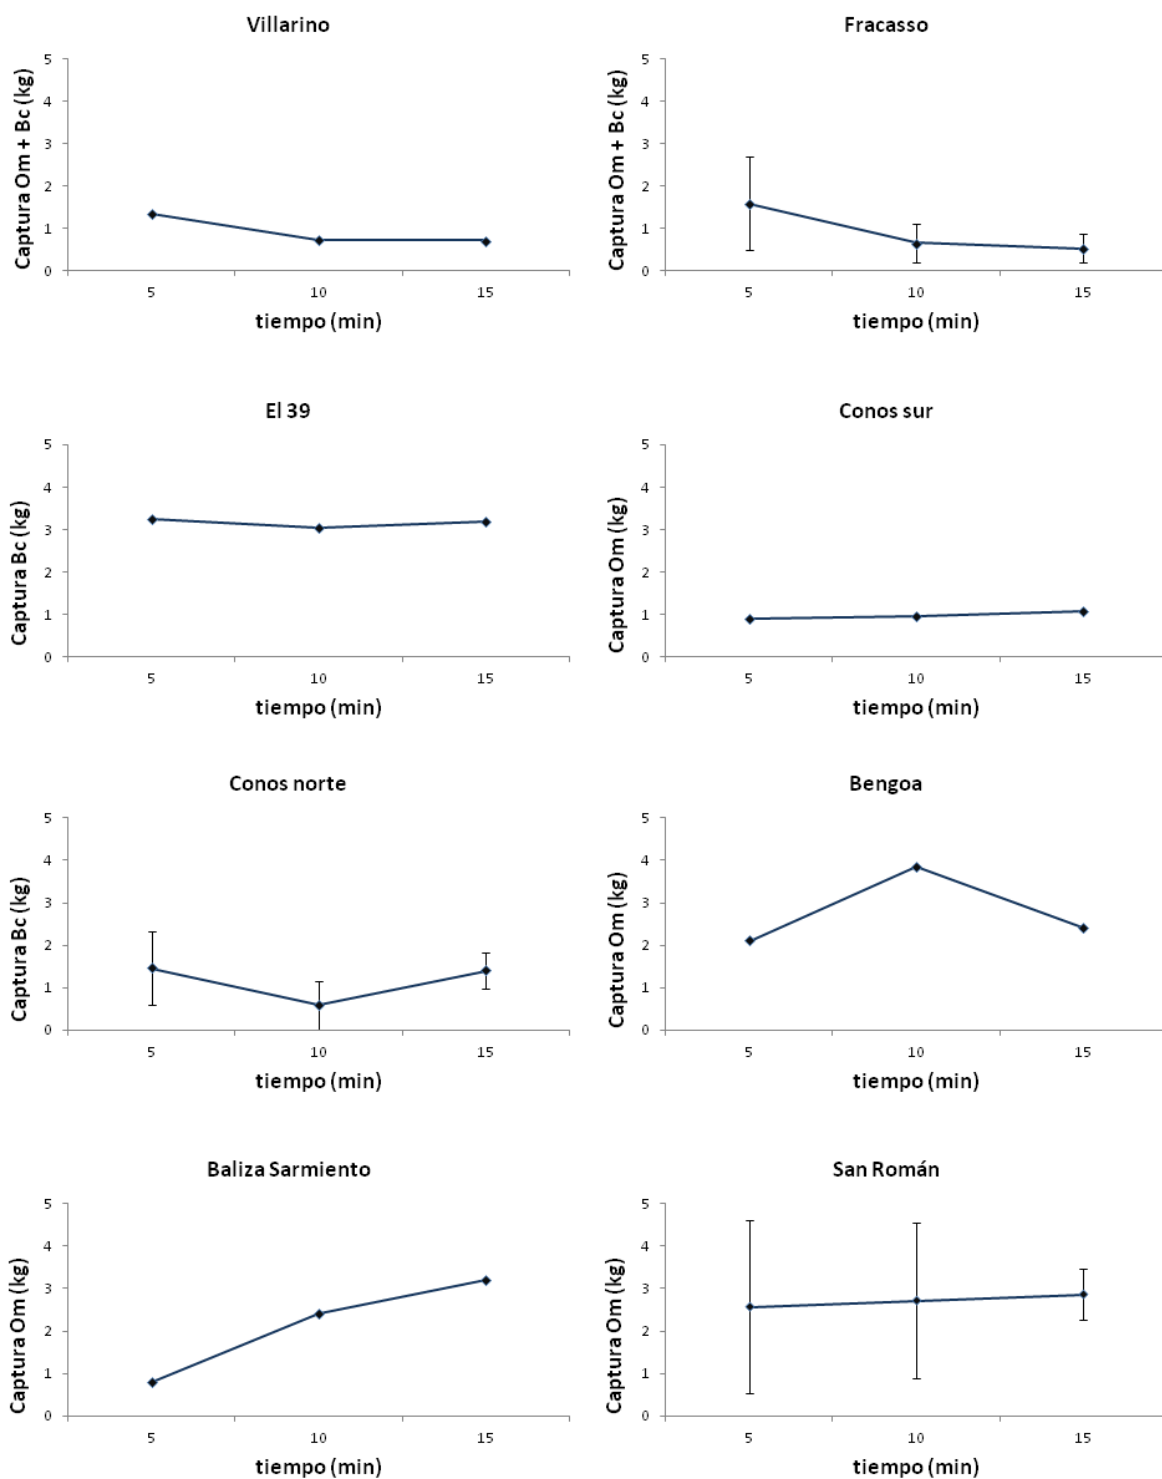 Villarino
Captura Om + Bc (kg)
5
4
3
2
1
0
5 10 15
tiempo (min)
Fracasso
Captura Om + Bc (kg)
5
4
3
2
1
0
5 10 15
tiempo (min)
El 39
Captura Bc (kg)
5
4
3
2
1
0
5 10 15
tiempo (min)
Conos sur
Captura Om (kg)
5
4
3
2
1
0
5 10 15
tiempo (min)
Conos norte
Captura Bc (kg)
5
4
3
2
1
0
5 10 15
tiempo (min)
Bengoa
Captura Om (kg)
5
4
3
2
1
0
5 10 15
tiempo (min)
Baliza Sarmiento
Captura Om (kg)
5
4
3
2
1
0
5 10 15
tiempo (min)
San Román
Captura Om (kg)
5
4
3
2
1
0
5 10 15
tiempo (min)